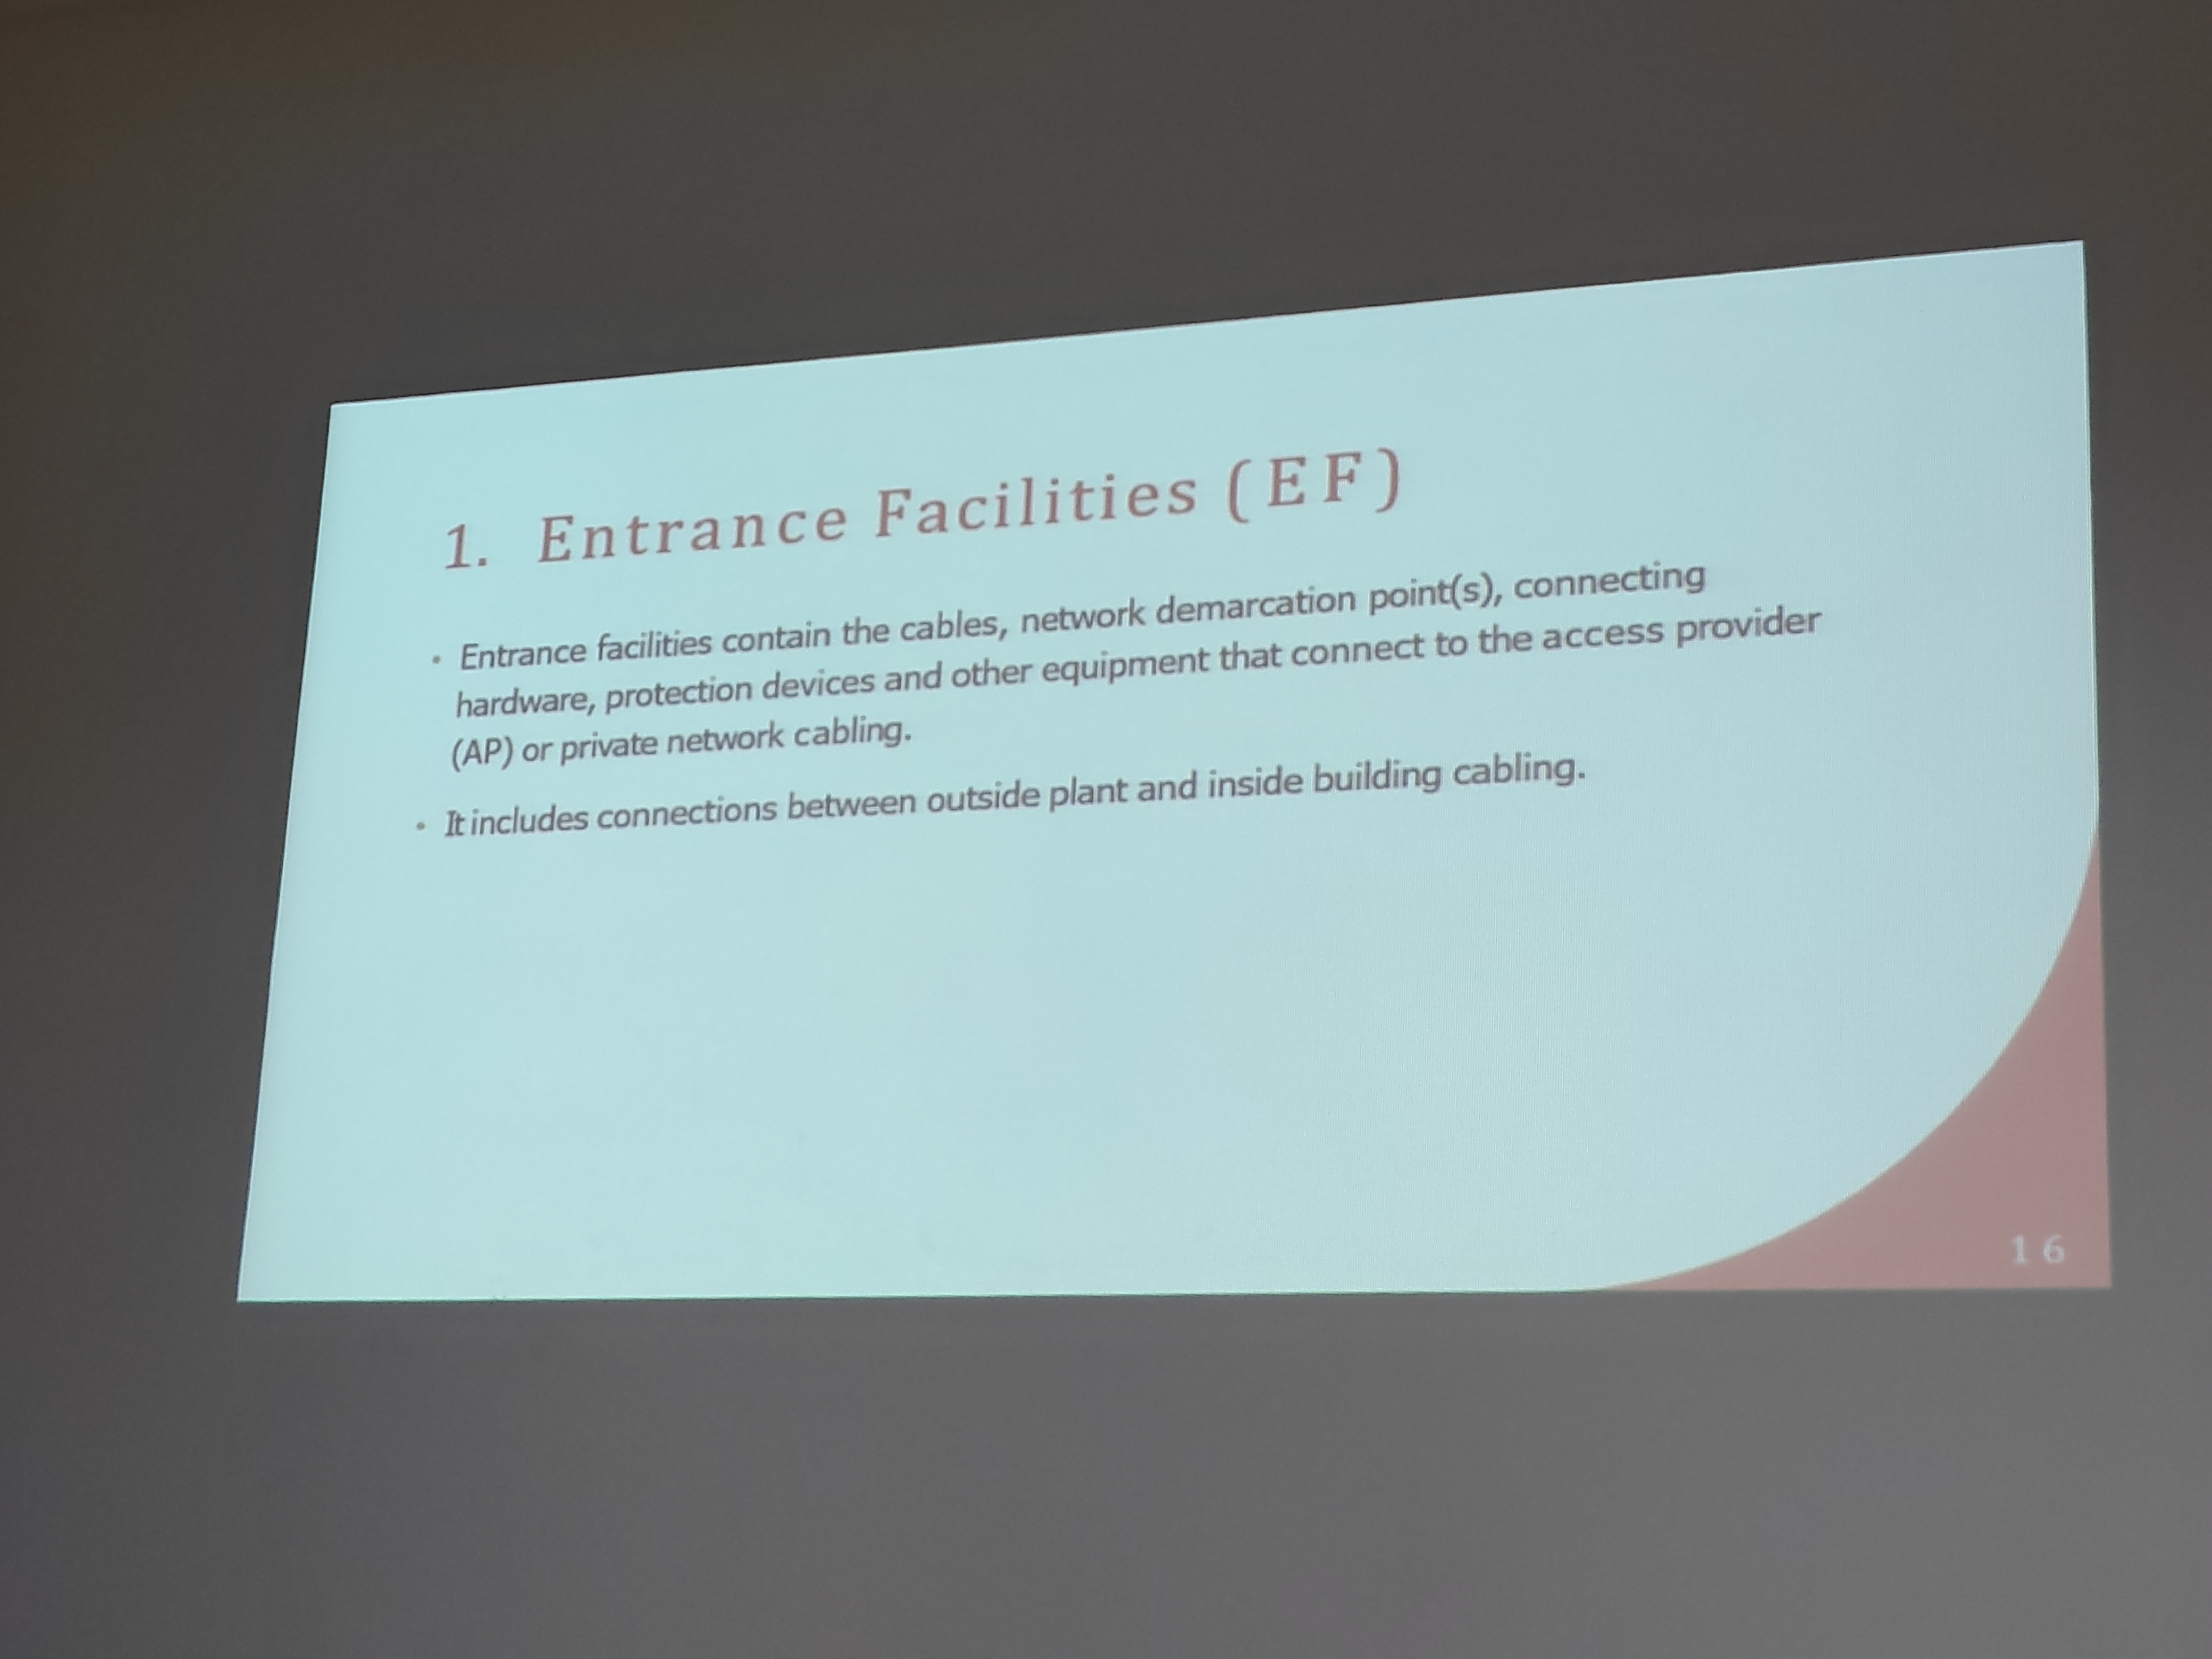 1. Entrance Facilities (EF)
• Entrance facilities contain the cables, network demarcation point(s), connecting
hardware, protection devices and other equipment that connect to the access provider
(AP) or private network cabling.
• It includes connections between outside plant and inside building cabling.
16